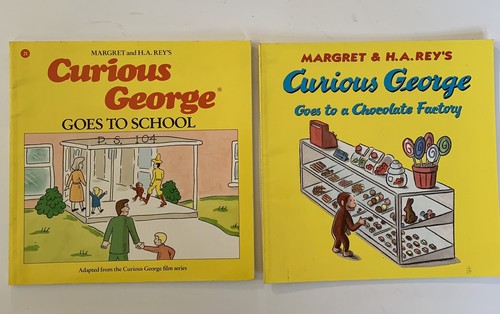 21
MARGRET and H.A. REY'S
Curious
George®
GOES TO SCHOOL
P. S. 104
Adapted from the Curious George film series
MARGRET & H.A. REY'S
Curious George
Goes to a Chocolate Factory